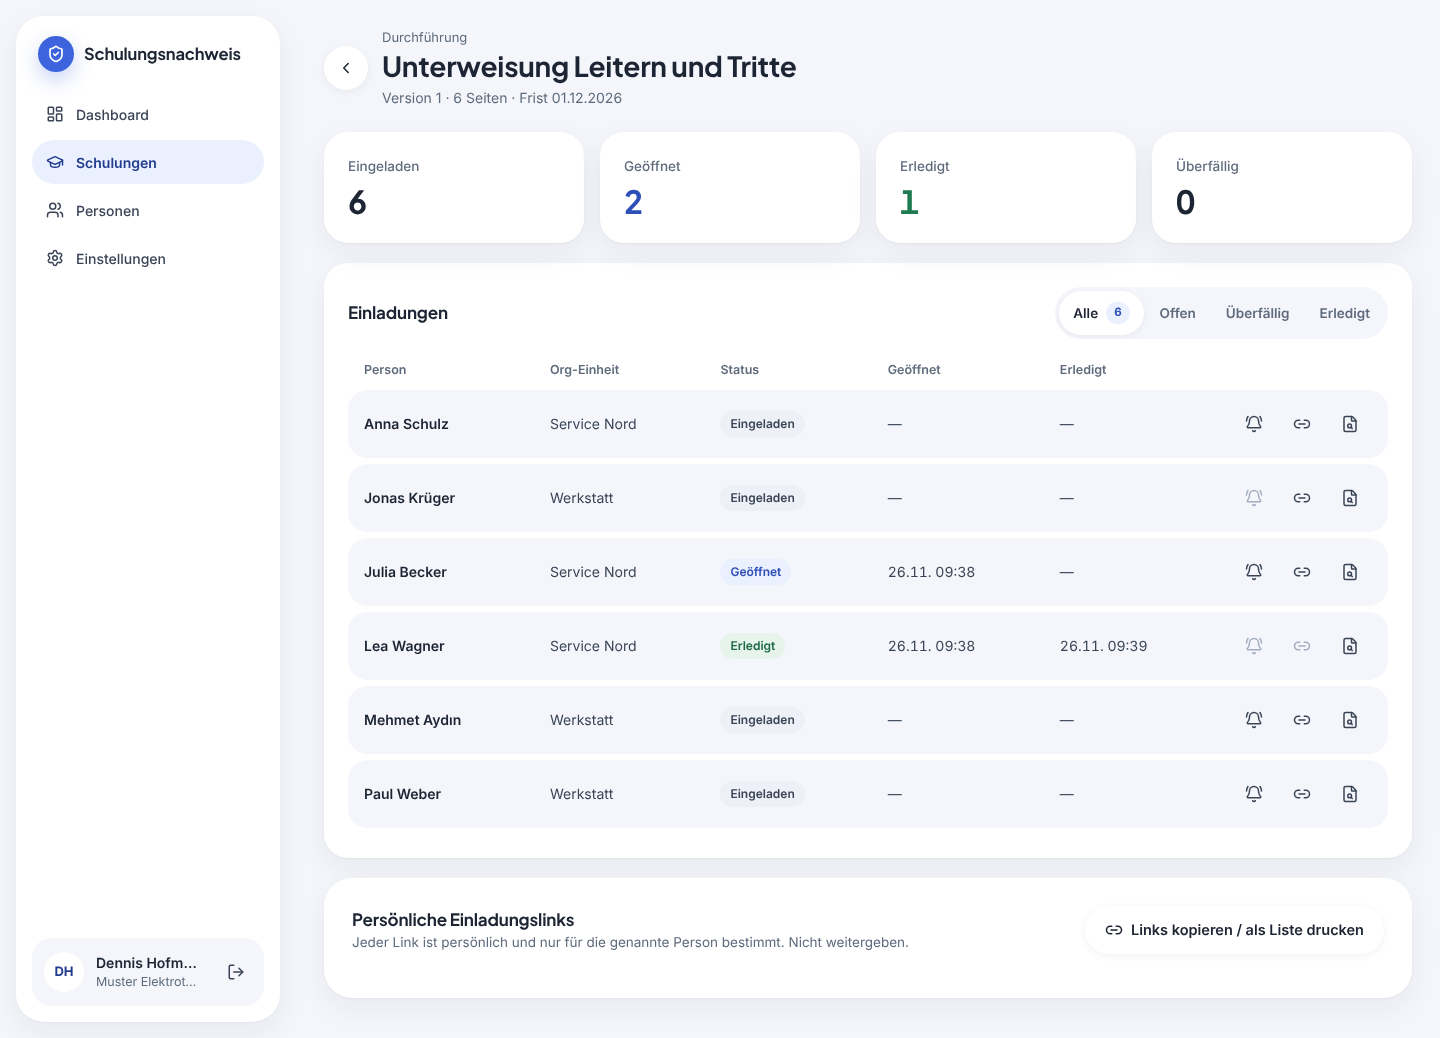 Schulungsnachweis
Dashboard
Schulungen
Personen
Einstellungen
DH
Dennis Hofm…
Muster Elektrot…
Durchführung
Unterweisung Leitern und Tritte
Version 1 · 6 Seiten · Frist 01.12.2026
Eingeladen
6
Geöffnet
2
Erledigt
1
Überfällig
0
Einladungen
Alle 6 Offen Überfällig Erledigt
Person Org-Einheit Status Geöffnet Erledigt
Anna Schulz Service Nord Eingeladen — —
Jonas Krüger Werkstatt Eingeladen — —
Julia Becker Service Nord Geöffnet 26.11. 09:38 —
Lea Wagner Service Nord Erledigt 26.11. 09:38 26.11. 09:39
Mehmet Aydın Werkstatt Eingeladen — —
Paul Weber Werkstatt Eingeladen — —
Persönliche Einladungslinks
Jeder Link ist persönlich und nur für die genannte Person bestimmt. Nicht weitergeben.
Links kopieren / als Liste drucken